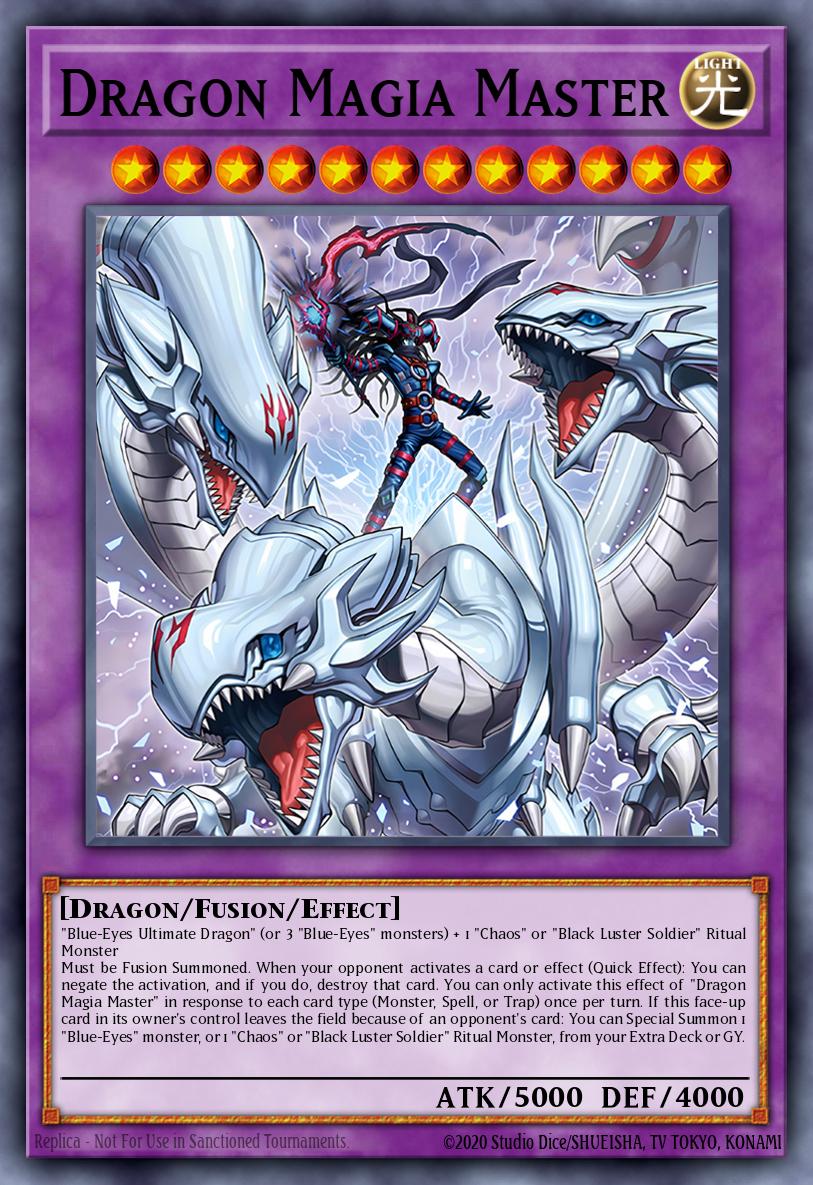 Dragon Magia Master
LIGHT
光
[Dragon/Fusion/Effect]
"Blue-Eyes Ultimate Dragon" (or 3 "Blue-Eyes" monsters) + 1 "Chaos" or "Black Luster Soldier" Ritual
Monster
Must be Fusion Summoned. When your opponent activates a card or effect (Quick Effect): You can
negate the activation, and if you do, destroy that card. You can only activate this effect of "Dragon
Magia Master" in response to each card type (Monster, Spell, or Trap) once per turn. If this face-up
card in its owner's control leaves the field because of an opponent's card: You can Special Summon 1
"Blue-Eyes" monster, or 1 "Chaos" or "Black Luster Soldier" Ritual Monster, from your Extra Deck or GY.
ATK/5000 DEF/4000
Replica - Not For Use in Sanctioned Tournaments.
©2020 Studio Dice/SHUEISHA, TV TOKYO, KONAMI